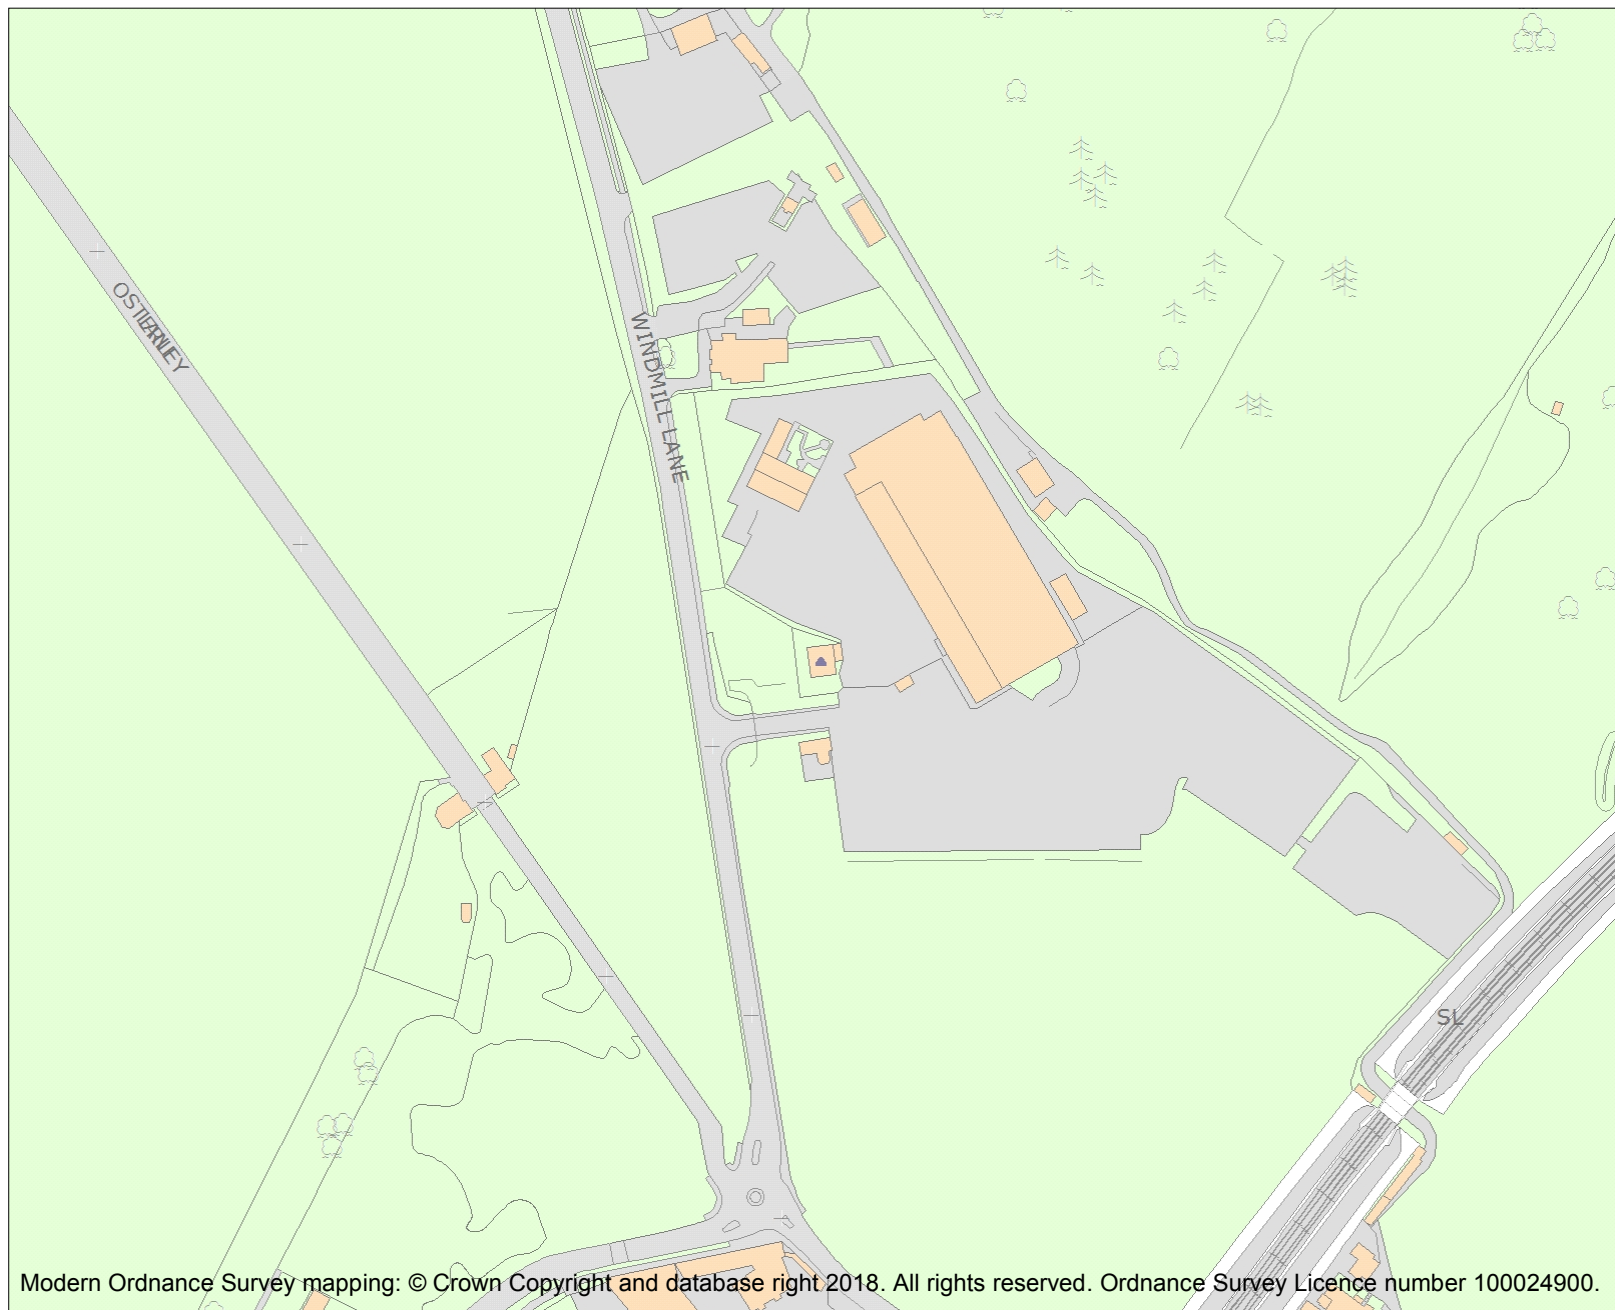 WINDMILL LANE
SL
Modern Ordnance Survey mapping: © Crown Copyright and database right 2018. All rights reserved. Ordnance Survey Licence number 100024900.